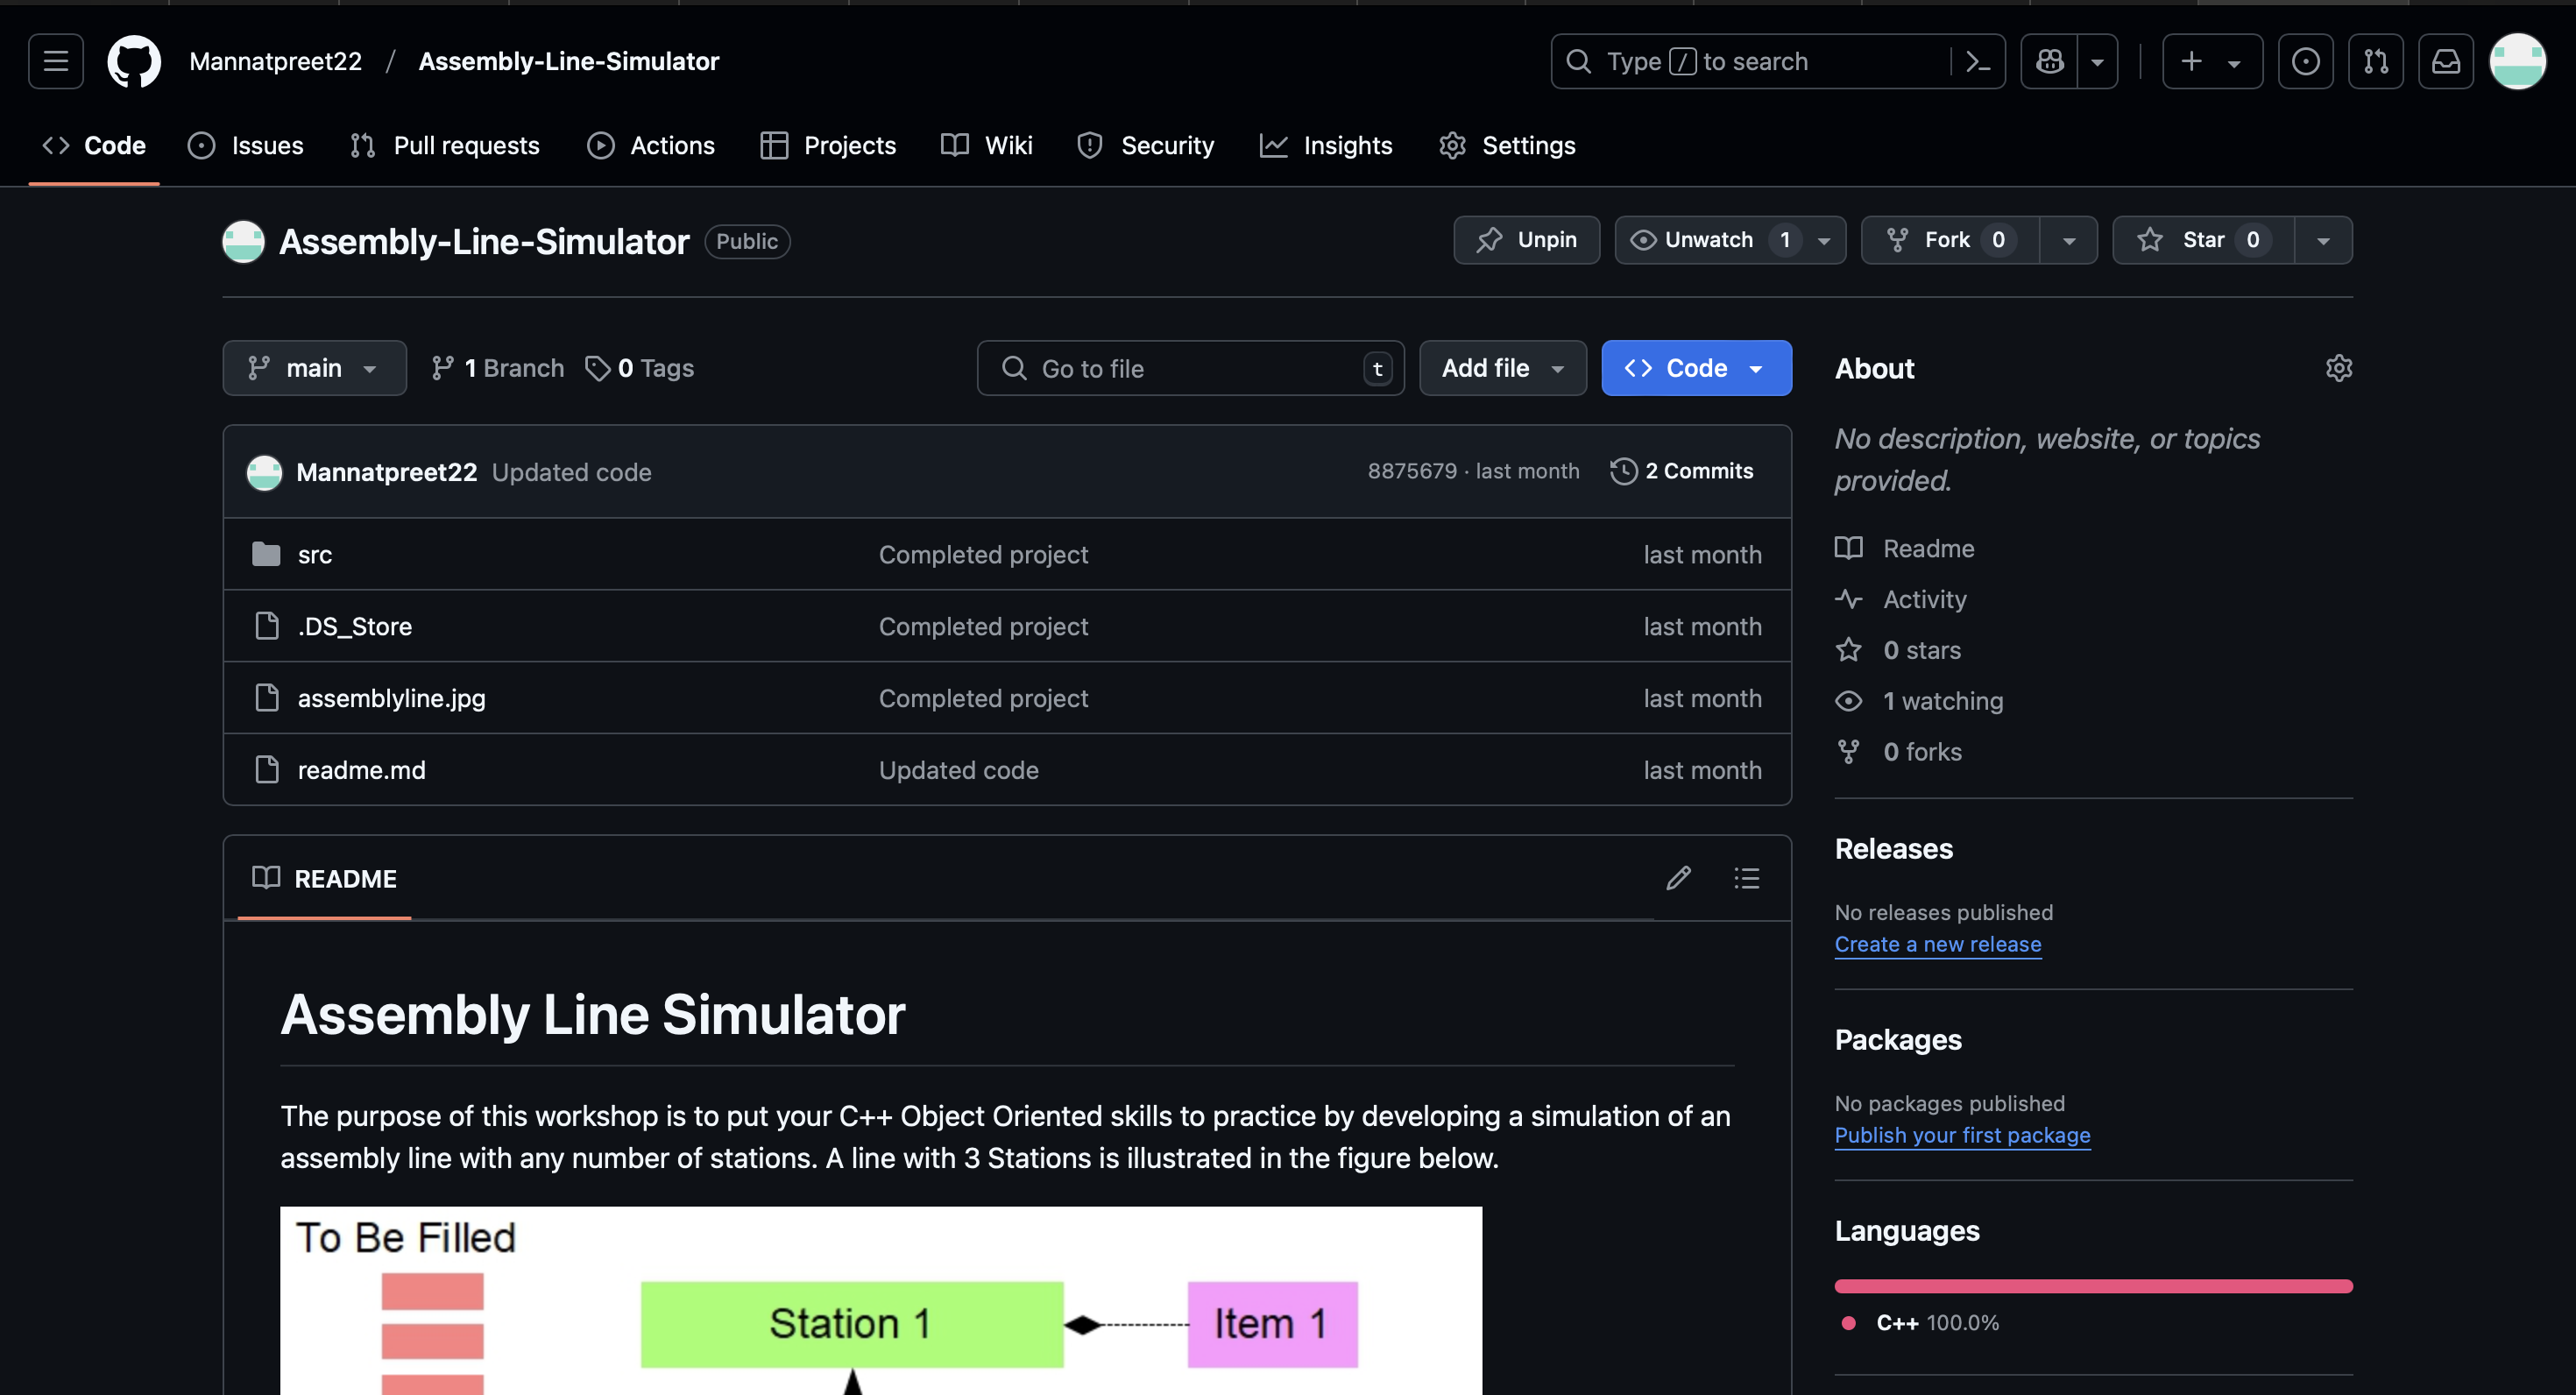 Mannatpreet22 / Assembly-Line-Simulator
Type / to search
Code Issues Pull requests Actions Projects Wiki Security Insights Settings
Assembly-Line-Simulator Public
Unpin Unwatch 1 Fork 0 Star 0
main 1 Branch 0 Tags
Go to file t
Add file Code
Mannatpreet22 Updated code 8875679 · last month 2 Commits
src Completed project last month
.DS_Store Completed project last month
assemblyline.jpg Completed project last month
readme.md Updated code last month
README
Assembly Line Simulator
The purpose of this workshop is to put your C++ Object Oriented skills to practice by developing a simulation of an
assembly line with any number of stations. A line with 3 Stations is illustrated in the figure below.
To Be Filled
Station 1
Item 1
About
No description, website, or topics
provided.
Readme
Activity
0 stars
1 watching
0 forks
Releases
No releases published
Create a new release
Packages
No packages published
Publish your first package
Languages
C++ 100.0%